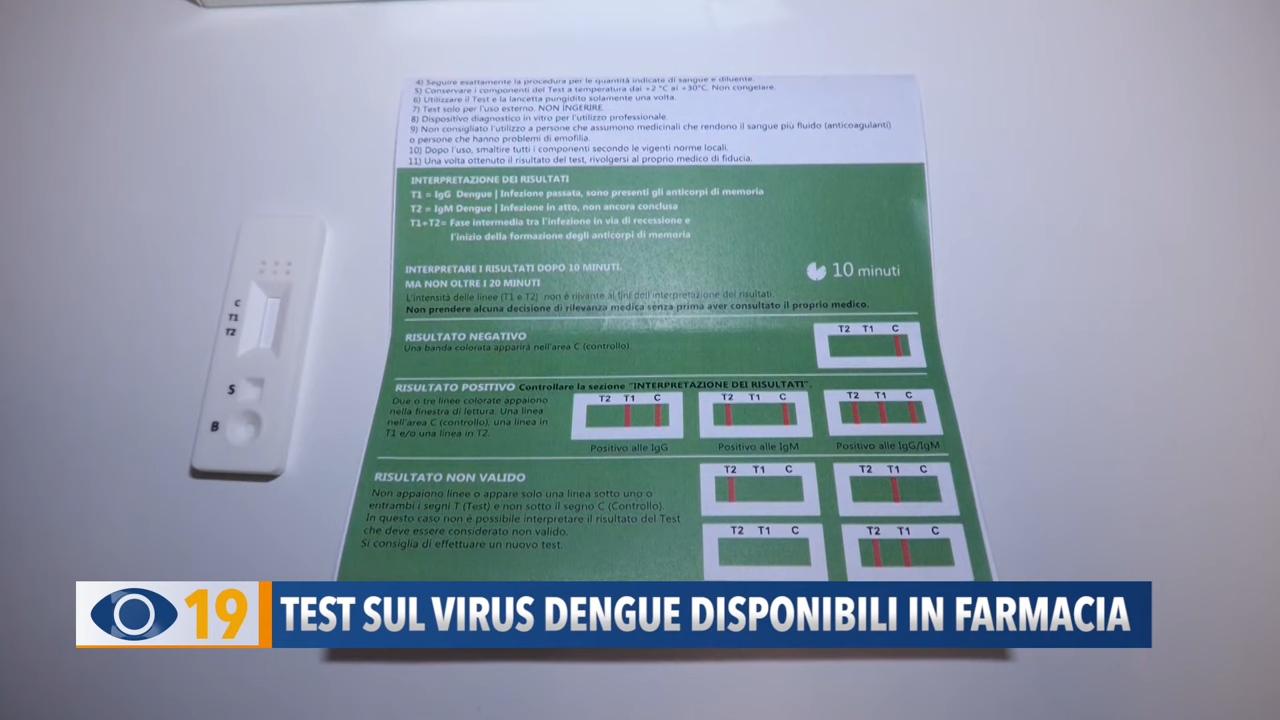 4) Seguire esattamente la procedura per le quantità indicate di sangue e diluente.
5) Conservare i componenti del Test a temperatura dai +2 °C ai +30°C. Non congelare.
6) Utilizzare il Test e la lancetta pungidito solamente una volta.
7) Test solo per l'uso esterno. NON INGERIRE.
8) Dispositivo diagnostico in vitro per l'utilizzo professionale.
9) Non consigliato l'utilizzo a persone che assumono medicinali che rendono il sangue più fluido (anticoagulanti)
o persone che hanno problemi di emofilia.
10) Dopo l'uso, smaltire tutti i componenti secondo le vigenti norme locali.
11) Una volta ottenuto il risultato del test, rivolgersi al proprio medico di fiducia.
INTERPRETAZIONE DEI RISULTATI
T1 = IgG Dengue | Infezione passata, sono presenti gli anticorpi di memoria
T2 = IgM Dengue | Infezione in atto, non ancora conclusa
T1+T2= Fase intermedia tra l'infezione in via di recessione e
l'inizio della formazione degli anticorpi di memoria
INTERPRETARE I RISULTATI DOPO 10 MINUTI.
MA NON OLTRE I 20 MINUTI
10 minuti
L'intensità delle linee (T1 e T2) non è rilvante ai fini dell'interpretazione dei risultati.
Non prendere alcuna decisione di rilevanza medica senza prima aver consultato il proprio medico.
RISULTATO NEGATIVO
Una banda colorata apparirà nell'area C (controllo).
T2 T1 C
RISULTATO POSITIVO Controllare la sezione "INTERPRETAZIONE DEI RISULTATI".
Due o tre linee colorate appaiono
nella finestra di lettura. Una linea
nell'area C (controllo), una linea in
T1 e/o una linea in T2.
T2 T1 C
T2 T1 C
T2 T1 C
Positivo alle IgG
Positivo alle IgM
Positivo alle IgG/IgM
RISULTATO NON VALIDO
Non appaiono linee o appare solo una linea sotto uno o
entrambi i segni T (Test) e non sotto il segno C (Controllo).
In questo caso non è possibile interpretare il risultato del Test
che deve essere considerato non valido.
Si consiglia di effettuare un nuovo test.
T2 T1 C
T2 T1 C
T2 T1 C
T2 T1 C
C
T1
T2
S
B
19
TEST SUL VIRUS DENGUE DISPONIBILI IN FARMACIA